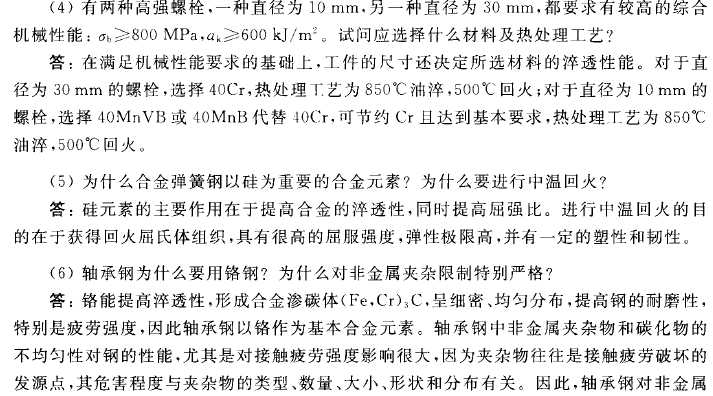 (4) 有两种高强螺栓,一种直径为 10 mm,另一种直径为 30 mm,都要求有较高的综合
机械性能: σb≥800 MPa,ak≥600 kJ/m²。试问应选择什么材料及热处理工艺?
答: 在满足机械性能要求的基础上,工件的尺寸还决定所选材料的淬透性能。对于直
径为 30 mm 的螺栓,选择 40Cr,热处理工艺为 850℃油淬,500℃回火;对于直径为 10 mm 的
螺栓,选择 40MnVB 或 40MnB 代替 40Cr,可节约 Cr 且达到基本要求,热处理工艺为 850℃
油淬,500℃回火。
(5) 为什么合金弹簧钢以硅为重要的合金元素? 为什么要进行中温回火?
答: 硅元素的主要作用在于提高合金的淬透性,同时提高屈强比。进行中温回火的目
的在于获得回火屈氏体组织,具有很高的屈服强度,弹性极限高,并有一定的塑性和韧性。
(6) 轴承钢为什么要用铬钢? 为什么对非金属夹杂限制特别严格?
答: 铬能提高淬透性,形成合金渗碳体(Fe,Cr)₃C,呈细密、均匀分布,提高钢的耐磨性,
特别是疲劳强度,因此轴承钢以铬作为基本合金元素。轴承钢中非金属夹杂物和碳化物的
不均匀性对钢的性能,尤其是对接触疲劳强度影响很大,因为夹杂物往往是接触疲劳破坏的
发源点,其危害程度与夹杂物的类型、数量、大小、形状和分布有关。因此,轴承钢对非金属